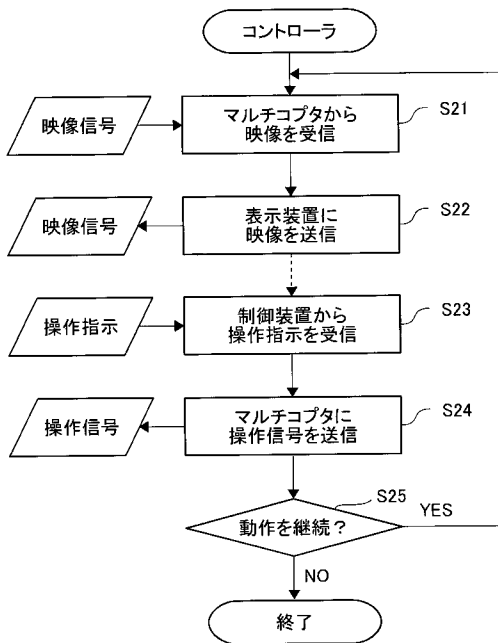 コントローラ
映像信号
マルチコプタから
映像を受信
S21
映像信号
表示装置に
映像を送信
S22
操作指示
制御装置から
操作指示を受信
S23
操作信号
マルチコプタに
操作信号を送信
S24
S25
動作を継続？
YES
NO
終了